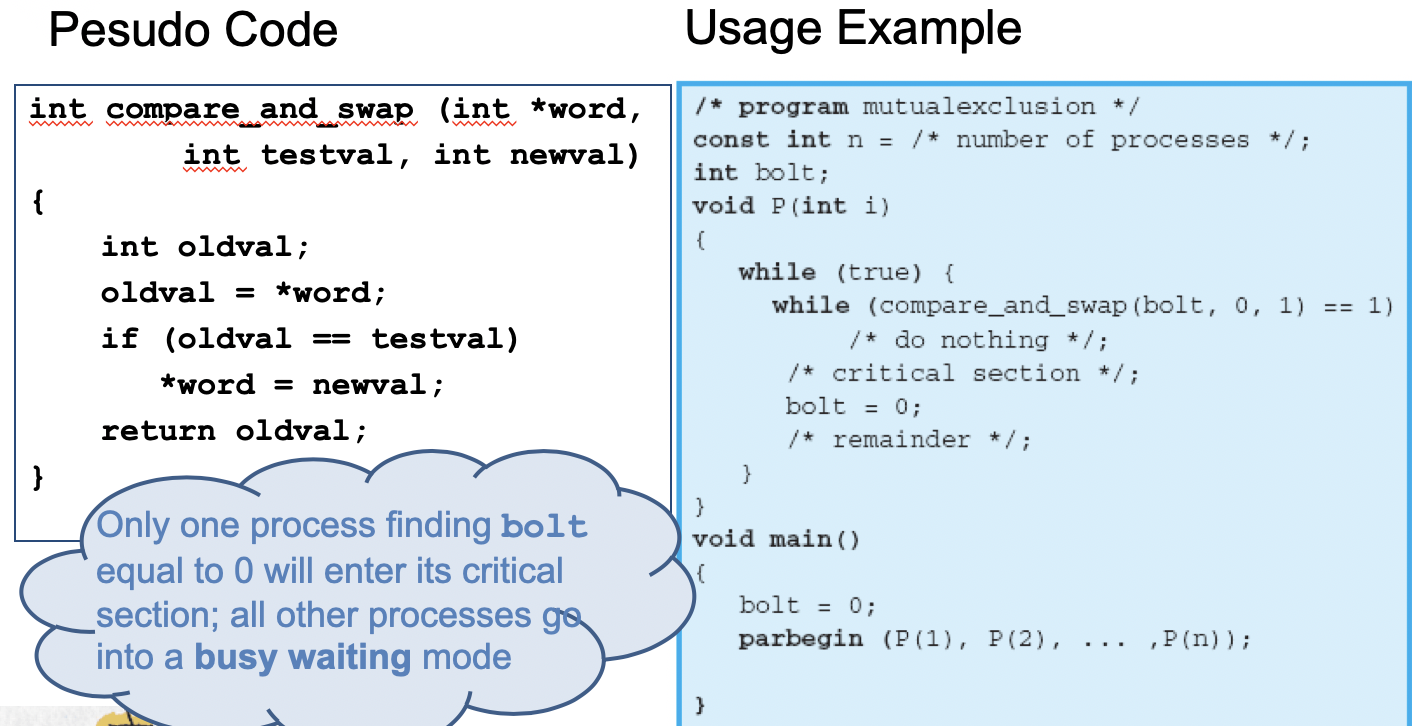 Pesudo Code
int compare_and_swap (int *word,
int testval, int newval)
{
int oldval;
oldval = *word;
if (oldval == testval)
*word = newval;
return oldval;
}
Only one process finding bolt
equal to 0 will enter its critical
section; all other processes go
into a busy waiting mode
Usage Example
/* program mutualexclusion */
const int n = /* number of processes */;
int bolt;
void P(int i)
{
while (true) {
while (compare_and_swap(bolt, 0, 1) == 1)
/* do nothing */;
/* critical section */;
bolt = 0;
/* remainder */;
}
}
void main()
{
bolt = 0;
parbegin (P(1), P(2), ... ,P(n));
}